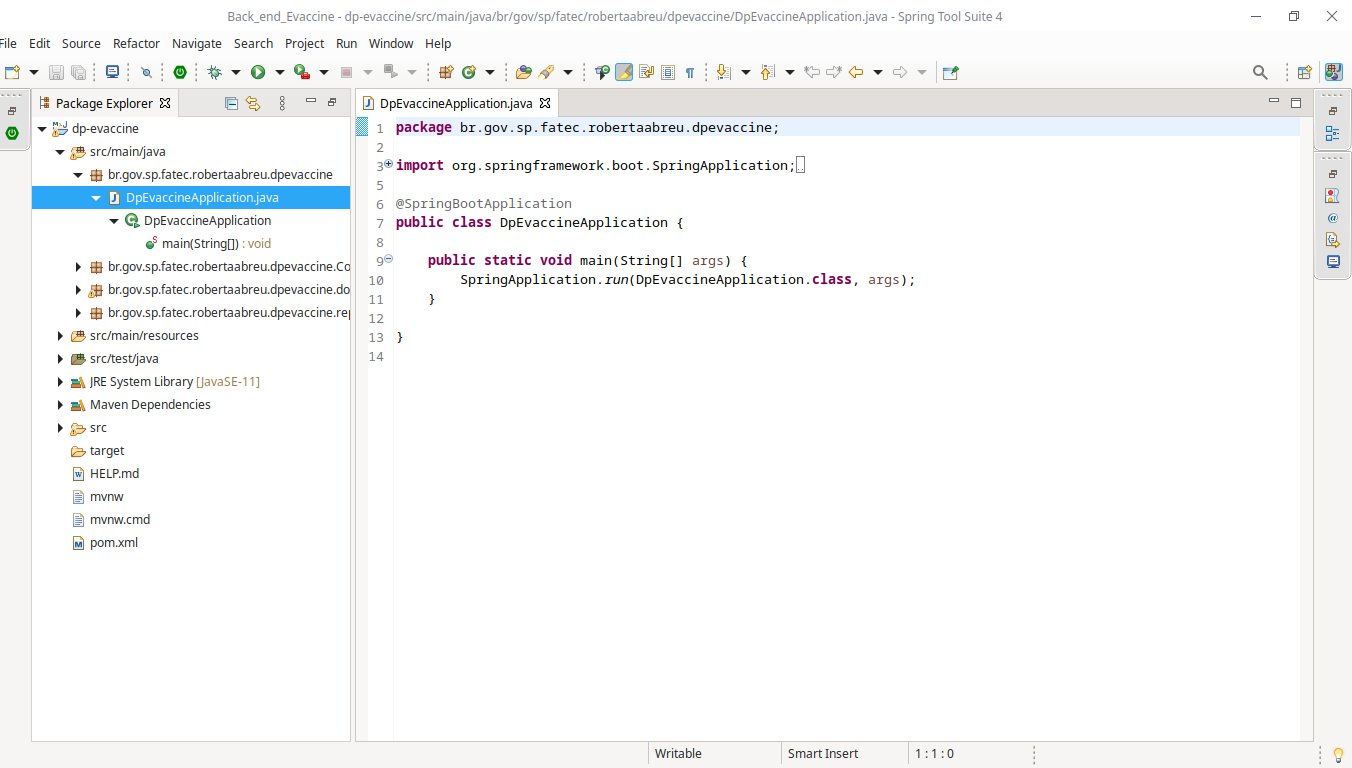 Back_end_Evaccine - dp-evaccine/src/main/java/br/gov/sp/fatec/robertaabreu/dpevaccine/DpEvaccineApplication.java - Spring Tool Suite 4
File Edit Source Refactor Navigate Search Project Run Window Help
Package Explorer
dp-evaccine
src/main/java
br.gov.sp.fatec.robertaabreu.dpevaccine
DpEvaccineApplication.java
DpEvaccineApplication
main(String[]) : void
br.gov.sp.fatec.robertaabreu.dpevaccine.Co
br.gov.sp.fatec.robertaabreu.dpevaccine.do
br.gov.sp.fatec.robertaabreu.dpevaccine.rep
src/main/resources
src/test/java
JRE System Library [JavaSE-11]
Maven Dependencies
src
target
HELP.md
mvnw
mvnw.cmd
pom.xml
DpEvaccineApplication.java
1 package br.gov.sp.fatec.robertaabreu.dpevaccine;
2
3 import org.springframework.boot.SpringApplication;
5
6 @SpringBootApplication
7 public class DpEvaccineApplication {
8
9 public static void main(String[] args) {
10 SpringApplication.run(DpEvaccineApplication.class, args);
11 }
12
13 }
14
Writable Smart Insert 1 : 1 : 0